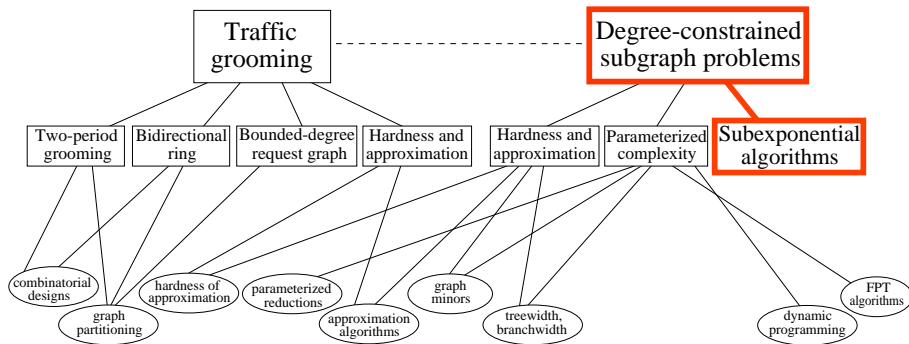 Traffic
grooming
Degree-constrained
subgraph problems
Two-period
grooming
Bidirectional
ring
Bounded-degree
request graph
Hardness and
approximation
Hardness and
approximation
Parameterized
complexity
Subexponential
algorithms
combinatorial
designs
graph
partitioning
hardness of
approximation
parameterized
reductions
approximation
algorithms
graph
minors
treewidth,
branchwidth
dynamic
programming
FPT
algorithms